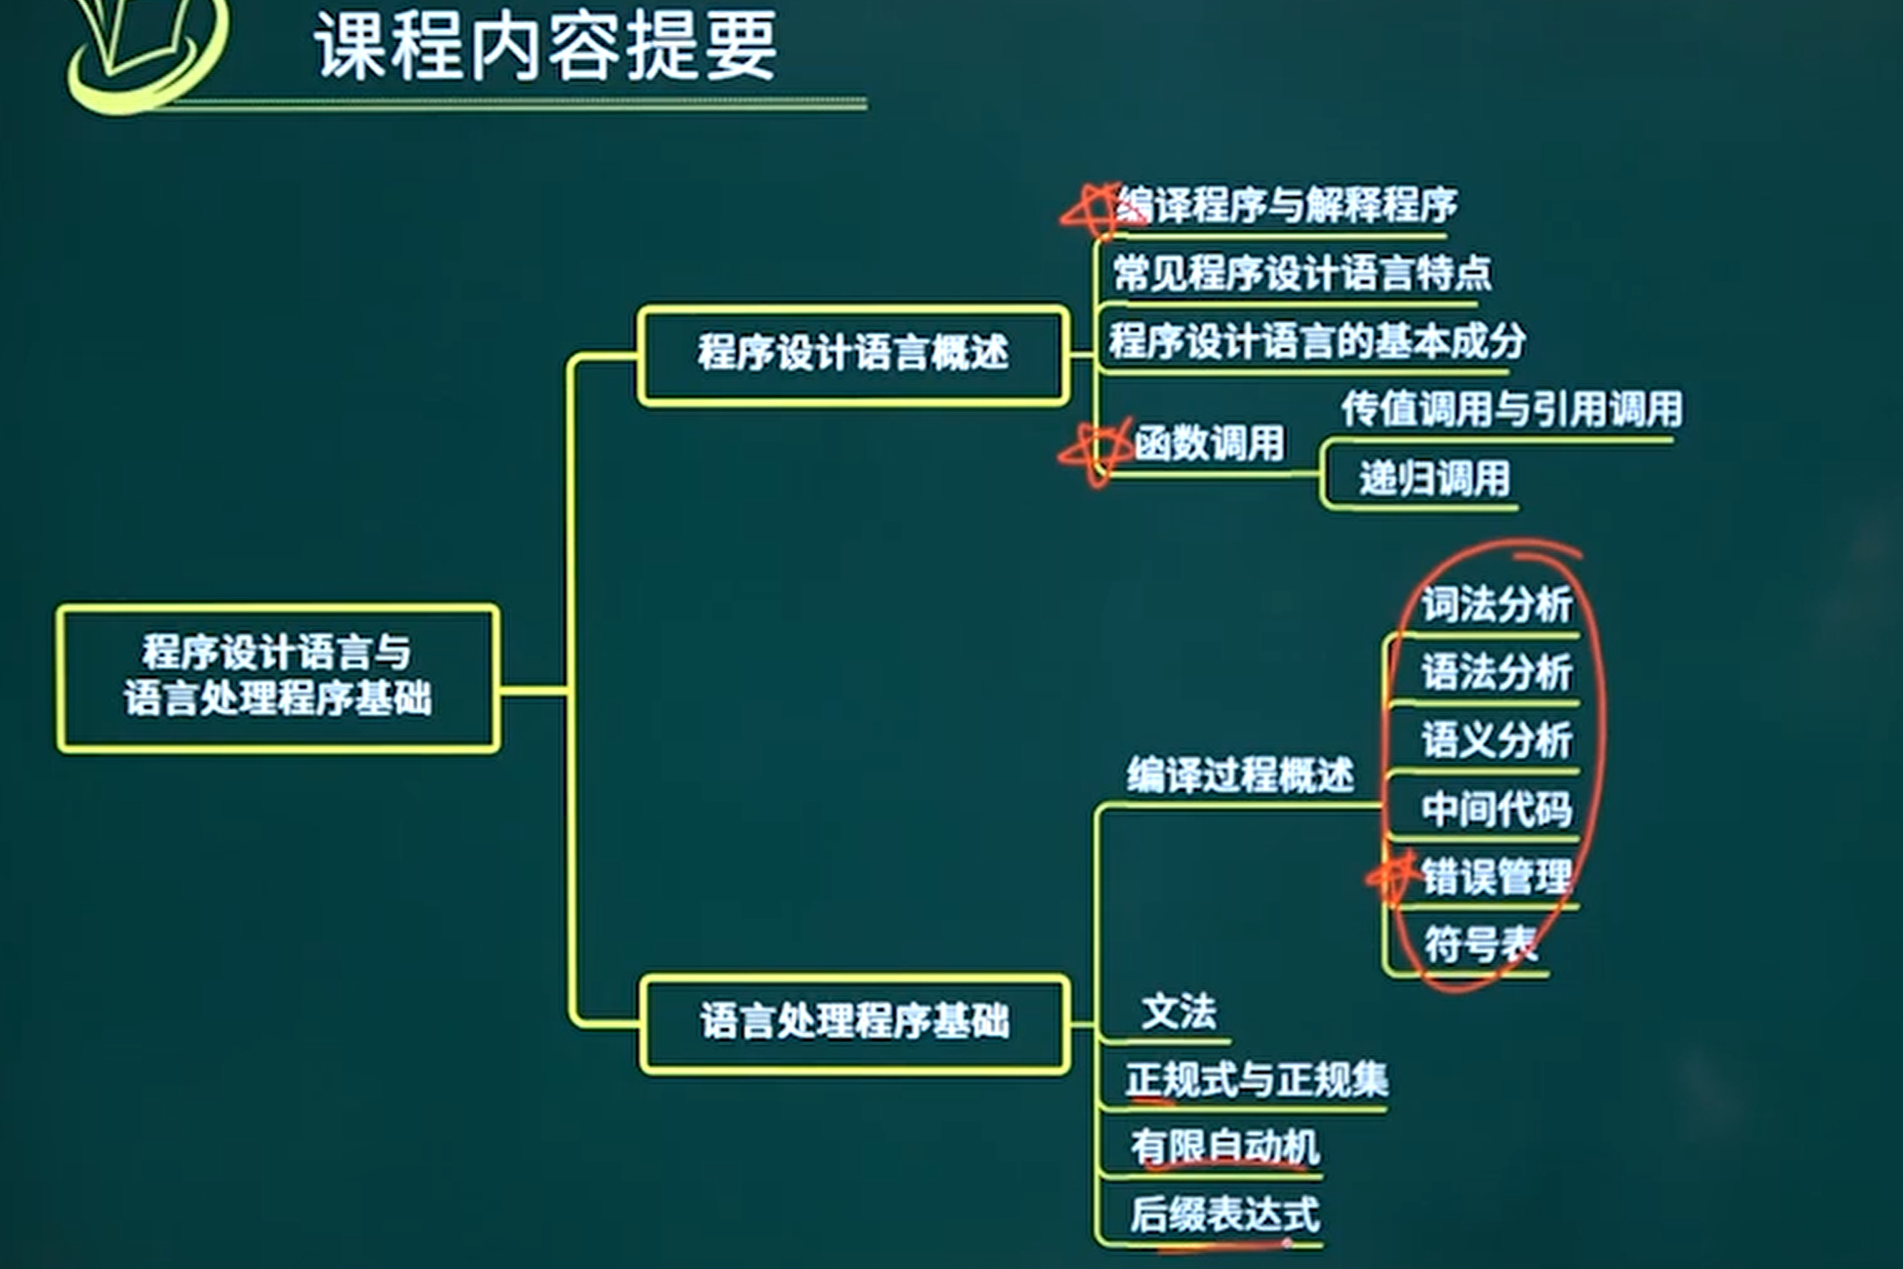 课程内容提要
程序设计语言与
语言处理程序基础
程序设计语言概述
编译程序与解释程序
常见程序设计语言特点
程序设计语言的基本成分
函数调用
传值调用与引用调用
递归调用
语言处理程序基础
编译过程概述
词法分析
语法分析
语义分析
中间代码
错误管理
符号表
文法
正规式与正规集
有限自动机
后缀表达式